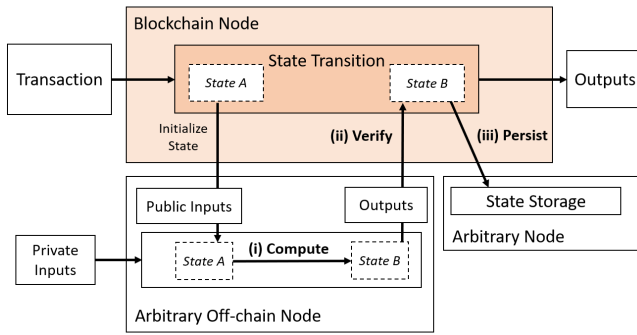 Blockchain Node
Transaction
State Transition
State A
State B
Outputs
Initialize
State
(ii) Verify
(iii) Persist
Public Inputs
Outputs
State Storage
Arbitrary Node
Private
Inputs
State A
(i) Compute
State B
Arbitrary Off-chain Node